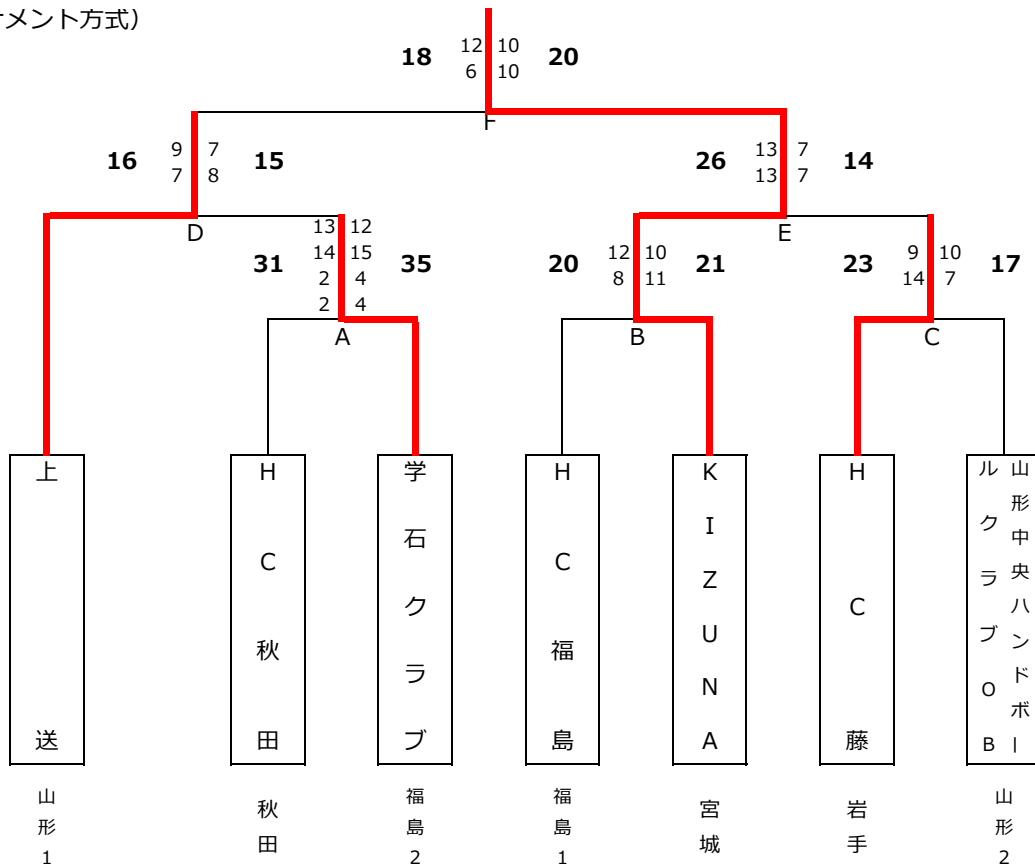 ナメント方式）
18 12 10 20
6 10
F
16 9 7 15
7 8
26 13 7 14
13 7
D
E
31 13 12 35
14 15
2 4
2 4
20 12 10 21
8 11
23 9 10 17
14 7
A
B
C
上送
HC秋田
学石クラブ
HC福島
KIZUNA
HC藤
山形中央ハンドボー
ルクラブOB
山形1
秋田
福島2
福島1
宮城
岩手
山形2